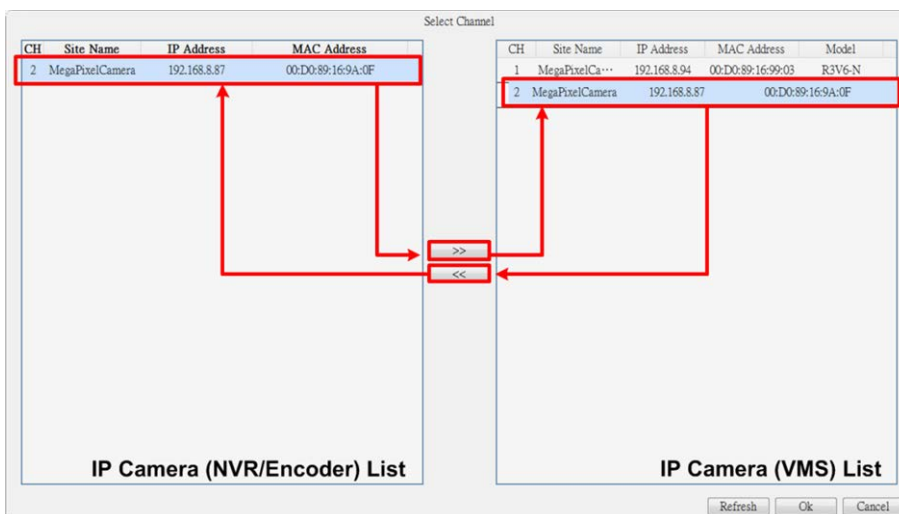 Select Channel
CH Site Name IP Address MAC Address
2 MegaPixelCamera 192.168.8.87 00:D0:89:16:9A:0F
CH Site Name IP Address MAC Address Model
1 MegaPixelCa··· 192.168.8.94 00:D0:89:16:99:03 R3V6-N
2 MegaPixelCamera 192.168.8.87 00:D0:89:16:9A:0F
>>
<<
IP Camera (NVR/Encoder) List
IP Camera (VMS) List
Refresh Ok Cancel